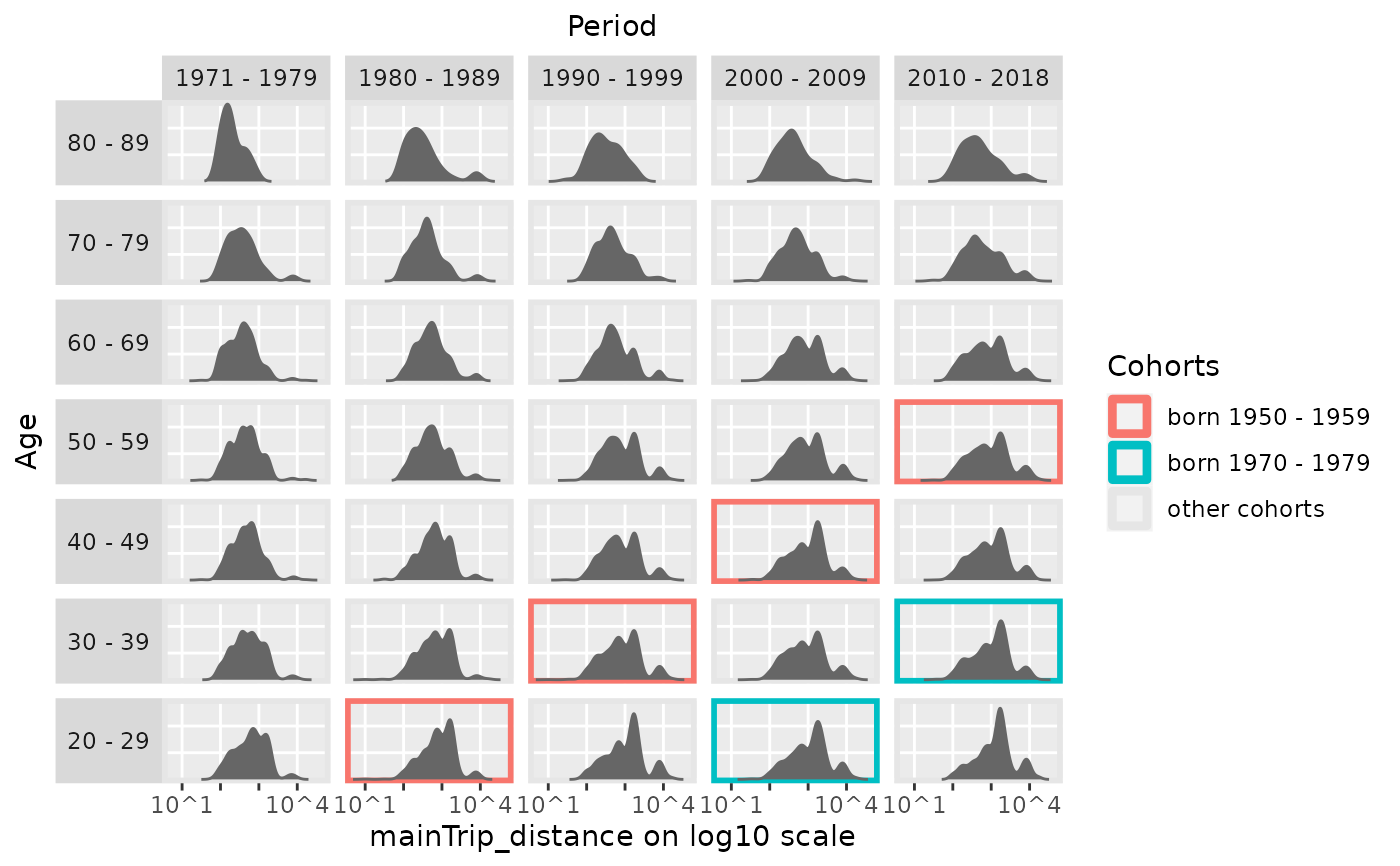 Period
1971 - 1979 1980 - 1989 1990 - 1999 2000 - 2009 2010 - 2018
80 - 89
70 - 79
60 - 69
50 - 59
40 - 49
30 - 39
20 - 29
Age
10^1 10^4 10^1 10^4 10^1 10^4 10^1 10^4 10^1 10^4
mainTrip_distance on log10 scale
Cohorts
born 1950 - 1959
born 1970 - 1979
other cohorts